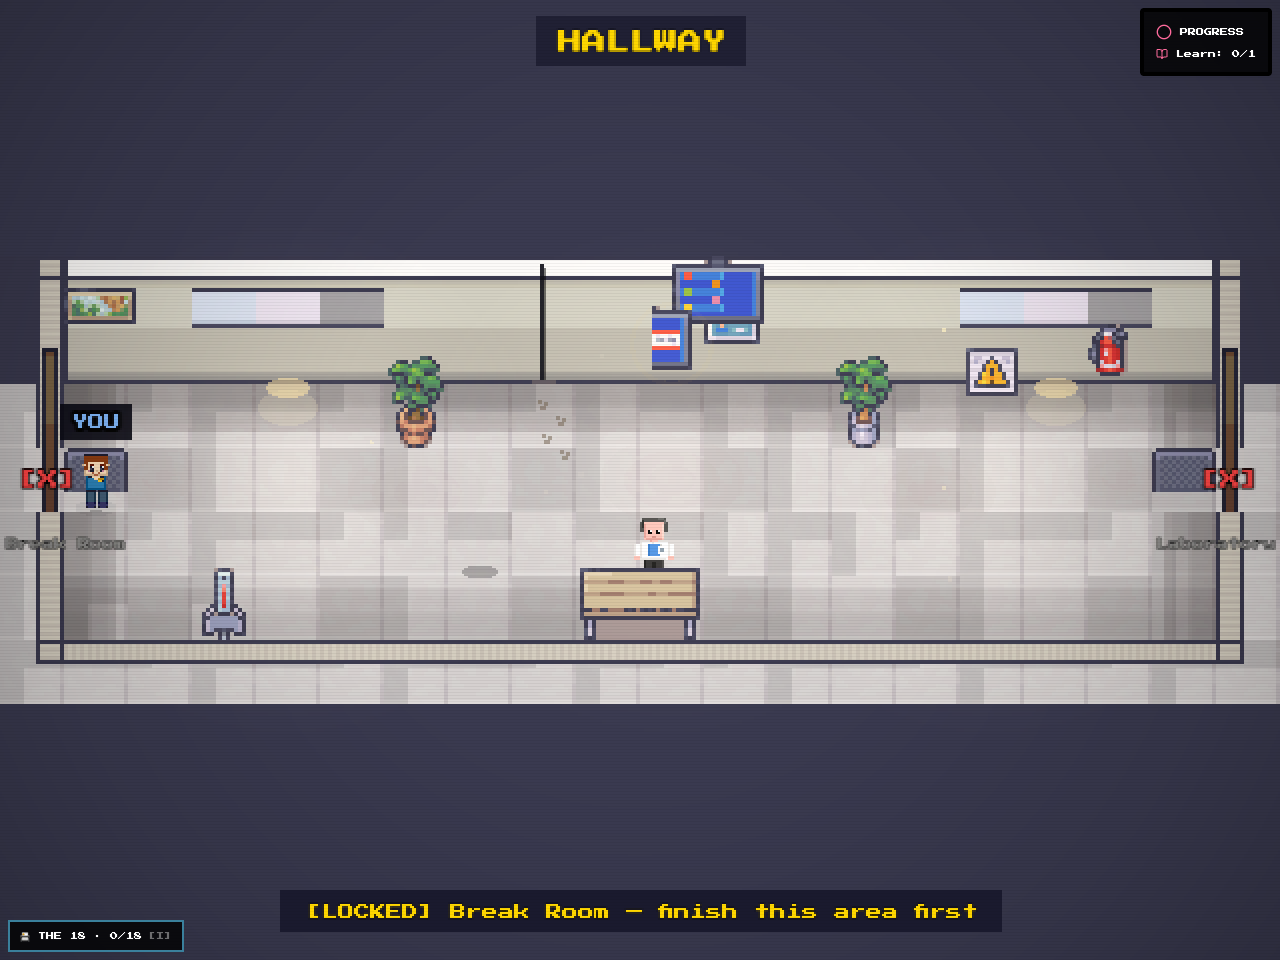 HALLWAY
PROGRESS
Learn: 0/1
YOU
[X]
[X]
Break Room
Laboratory
[LOCKED] Break Room — finish this area first
THE 18 · 0/18 [I]